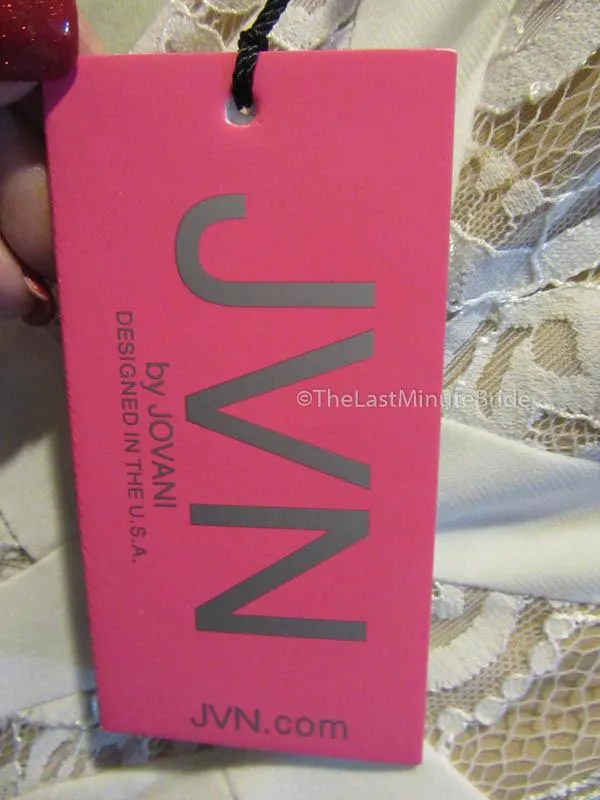 JVN
by JOVANI
DESIGNED IN THE U.S.A.
JVN.com
©TheLastMinuteBride